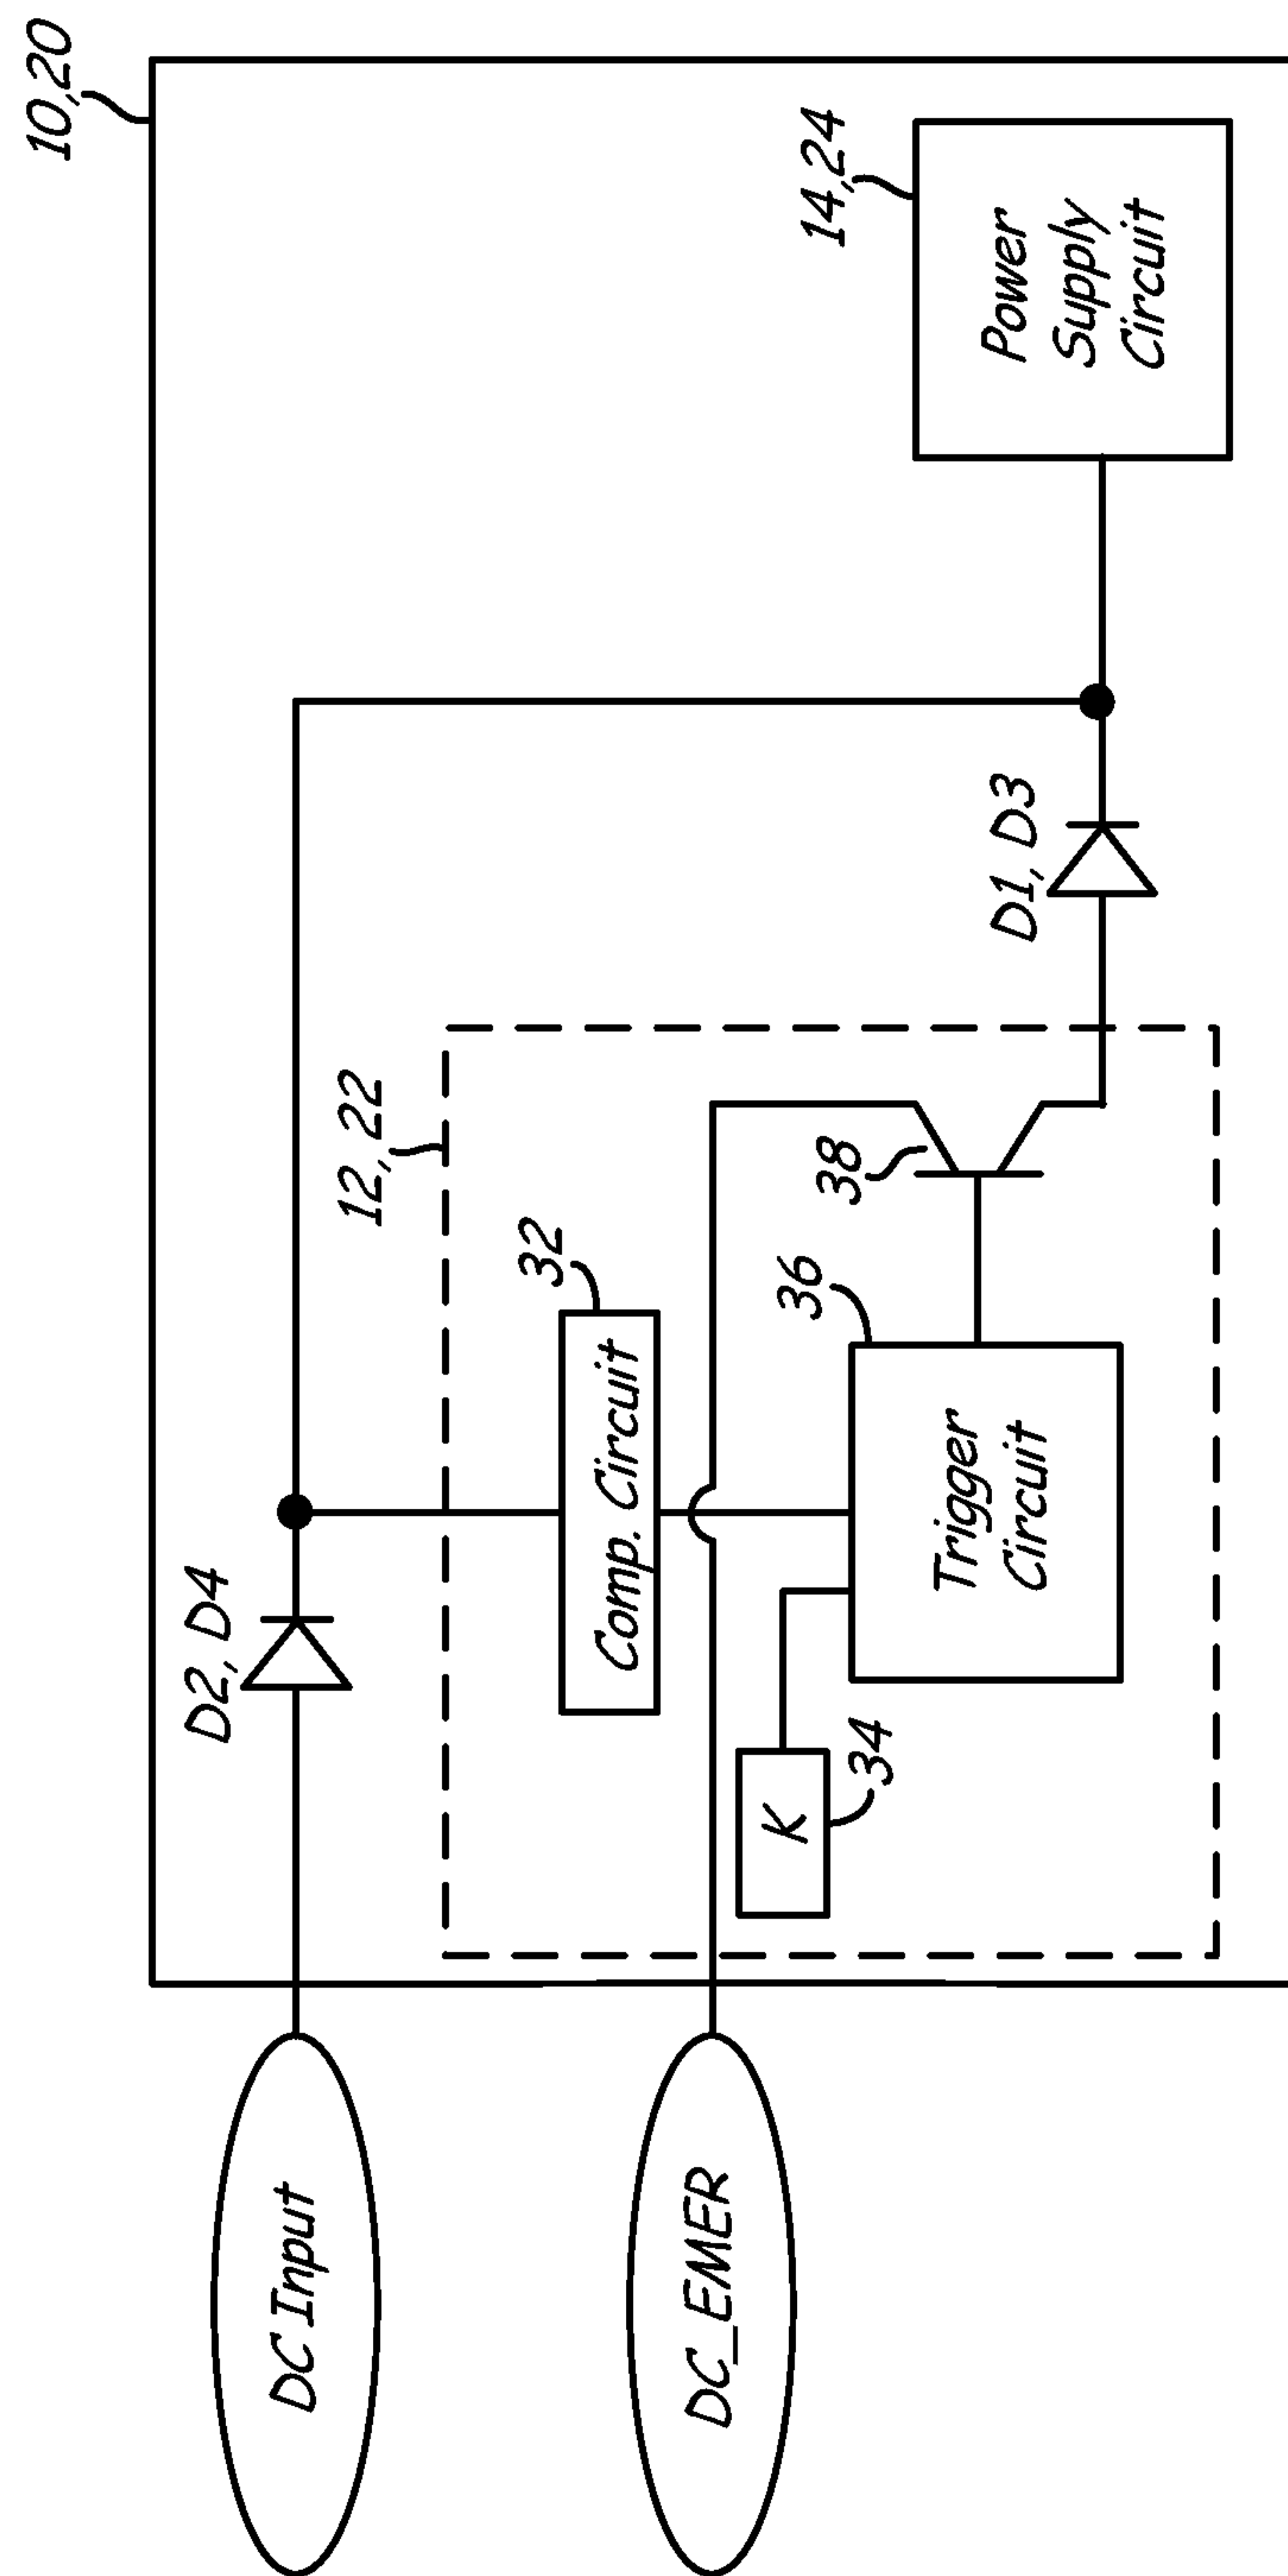 10,20
DC Input
D2, D4
12,22
32
Comp. Circuit
DC_EMER
K
34
36
Trigger
Circuit
38
D1, D3
14,24
Power
Supply
Circuit